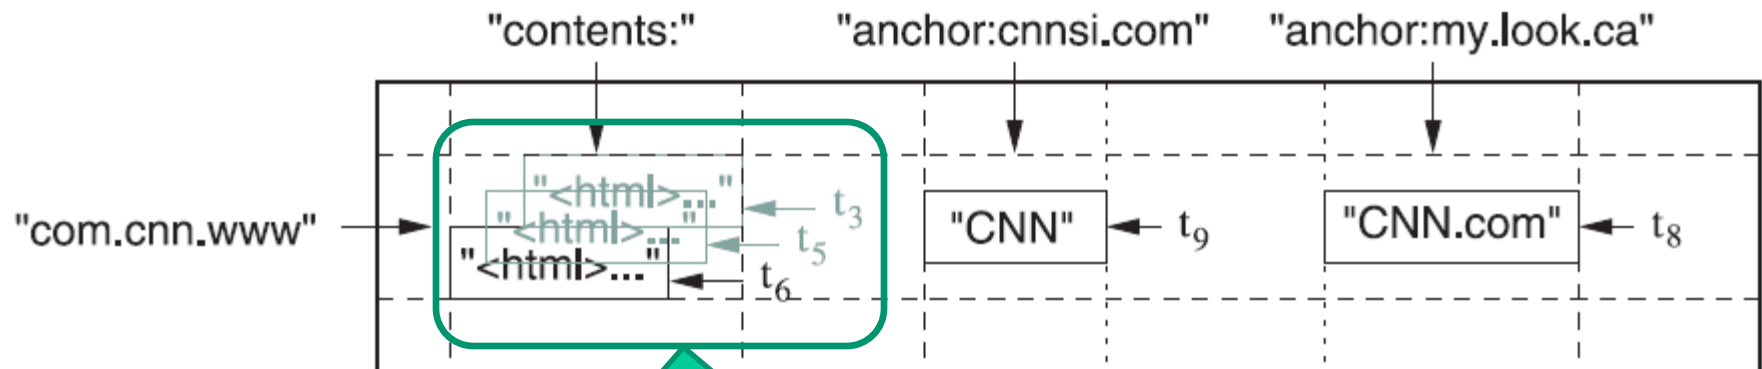 "contents:" "anchor:cnnsi.com" "anchor:my.look.ca"
"<html>..." t3
"com.cnn.www" "<html>..." t5 "CNN" t9 "CNN.com" t8
"<html>..." t6